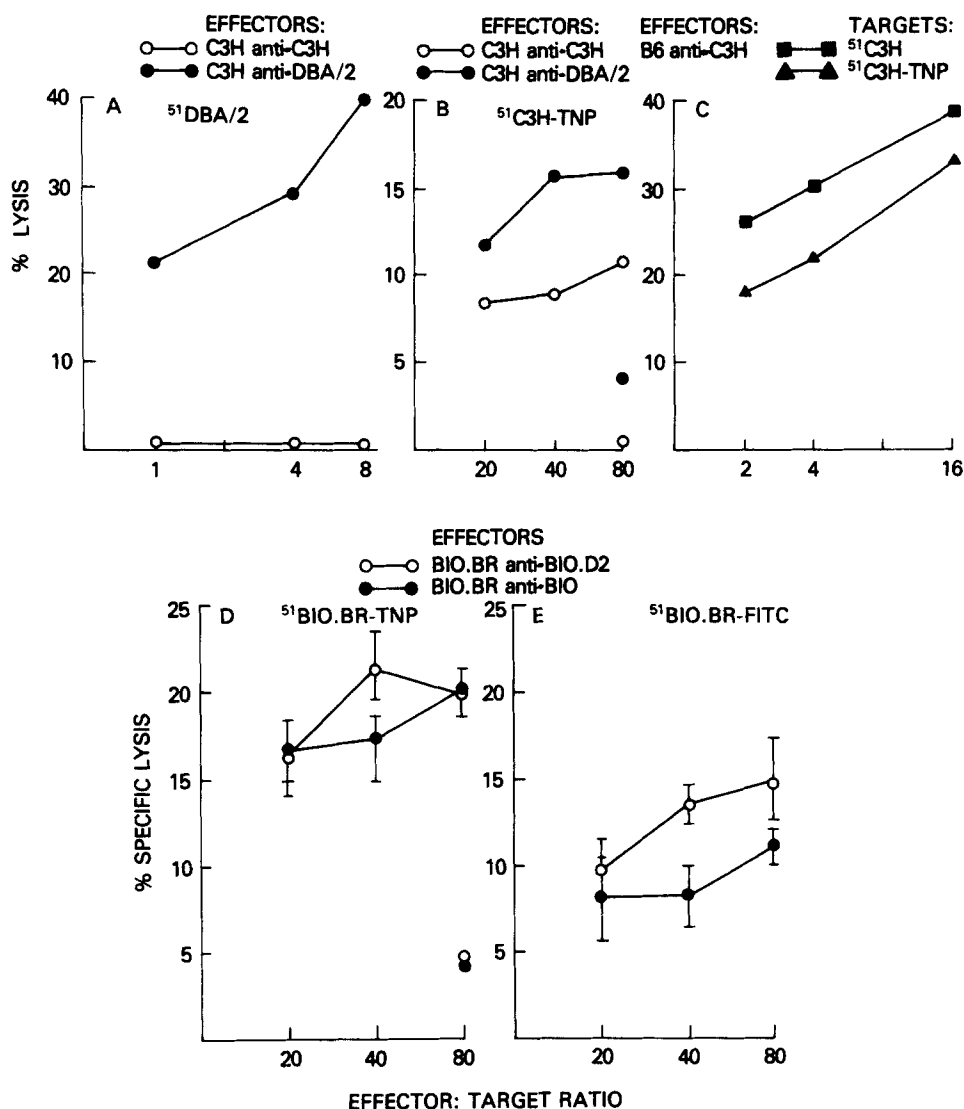 EFFECTORS:
C3H anti-C3H
C3H anti-DBA/2
EFFECTORS:
C3H anti-C3H
C3H anti-DBA/2
EFFECTORS:
B6 anti-C3H
TARGETS:
⁵¹C3H
⁵¹C3H-TNP
A
⁵¹DBA/2
B
⁵¹C3H-TNP
C
% LYSIS
40
30
20
10
1
4
8
20
15
10
5
20
40
80
40
30
20
10
2
4
16
EFFECTORS
BIO.BR anti-BIO.D2
BIO.BR anti-BIO
D
⁵¹BIO.BR-TNP
E
⁵¹BIO.BR-FITC
% SPECIFIC LYSIS
25
20
15
10
5
20
40
80
25
20
15
10
5
20
40
80
EFFECTOR: TARGET RATIO